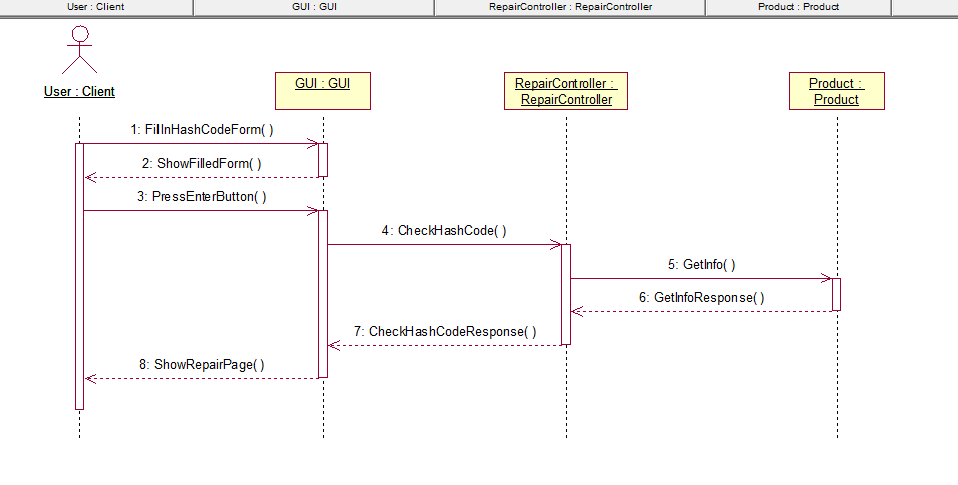 User : Client
GUI : GUI
RepairController : RepairController
Product : Product
User : Client
GUI : GUI
RepairController :
RepairController
Product :
Product
1: FillInHashCodeForm( )
2: ShowFilledForm( )
3: PressEnterButton( )
4: CheckHashCode( )
5: GetInfo( )
6: GetInfoResponse( )
7: CheckHashCodeResponse( )
8: ShowRepairPage( )